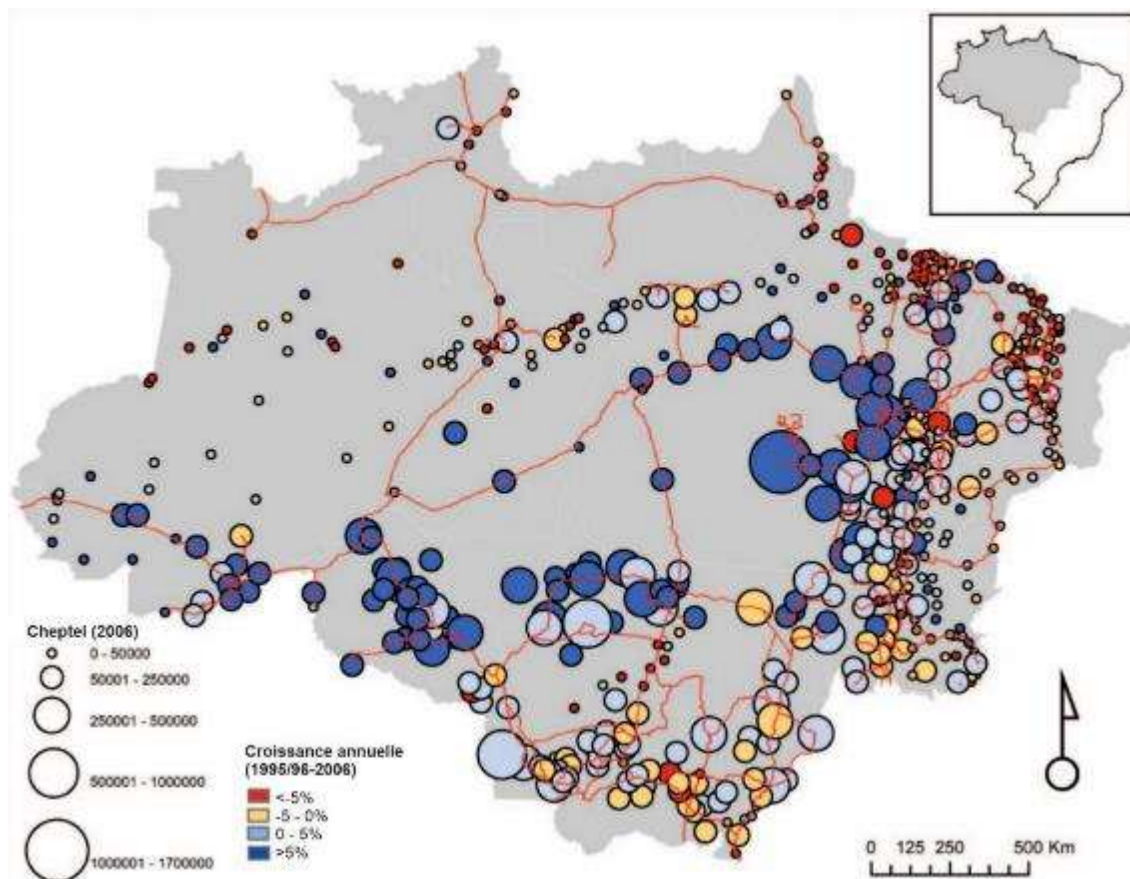 Cheptel (2006)
0 - 50000
50001 - 250000
250001 - 500000
500001 - 1000000
1000001 - 1700000
Croissance annuelle
(1995/96-2006)
<-5%
-5 - 0%
0 - 5%
>5%
0 125 250 500 Km